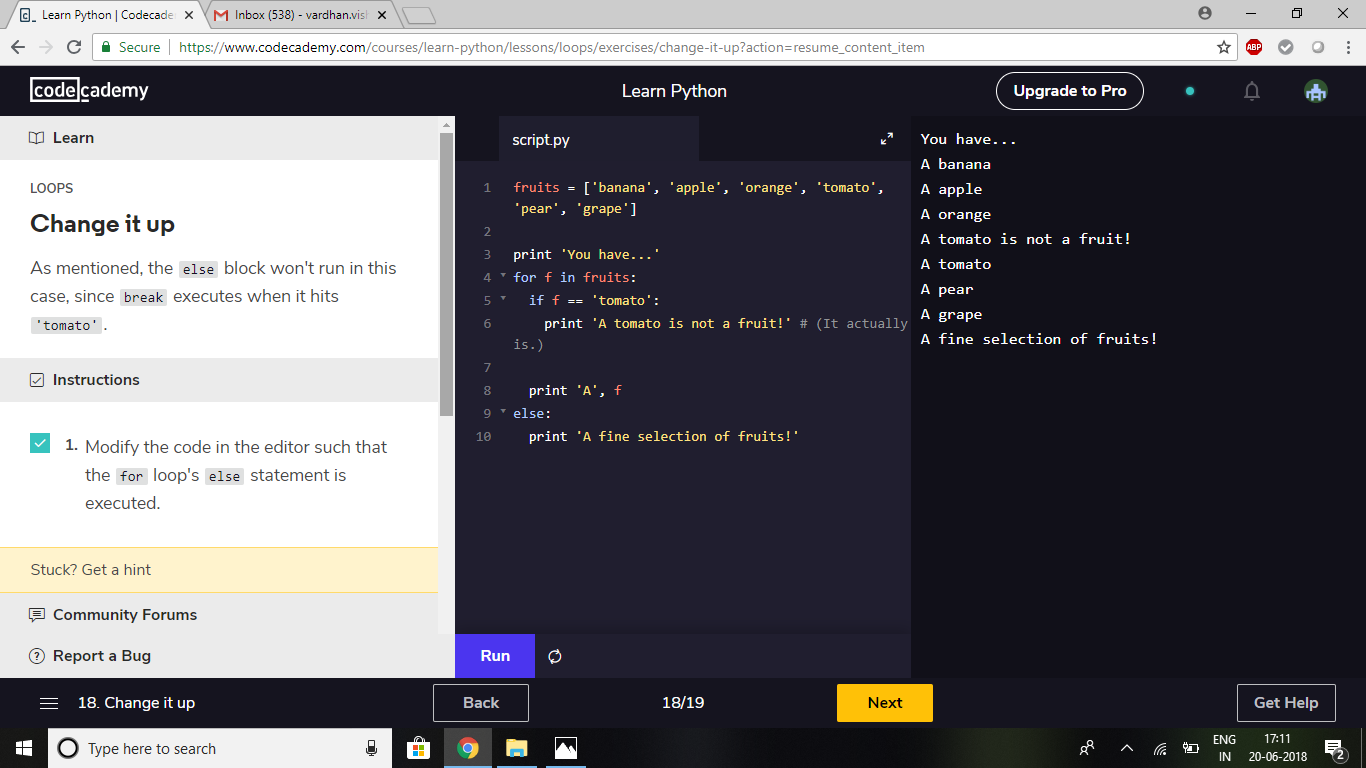 Learn Python | Codecade
Inbox (538) - vardhan.vish
Secure
https://www.codecademy.com/courses/learn-python/lessons/loops/exercises/change-it-up?action=resume_content_item
ABP
codecademy
Learn Python
Upgrade to Pro
Learn
LOOPS
Change it up
As mentioned, the else block won't run in this
case, since break executes when it hits
'tomato'.
Instructions
1. Modify the code in the editor such that
the for loop's else statement is
executed.
Stuck? Get a hint
Community Forums
Report a Bug
script.py
1 fruits = ['banana', 'apple', 'orange', 'tomato',
'pear', 'grape']
2
3 print 'You have...'
4 for f in fruits:
5 if f == 'tomato':
6 print 'A tomato is not a fruit!' # (It actually
is.)
7
8 print 'A', f
9 else:
10 print 'A fine selection of fruits!'
Run
You have...
A banana
A apple
A orange
A tomato is not a fruit!
A tomato
A pear
A grape
A fine selection of fruits!
18. Change it up
Back
18/19
Next
Get Help
Type here to search
ENG
IN
17:11
20-06-2018
2